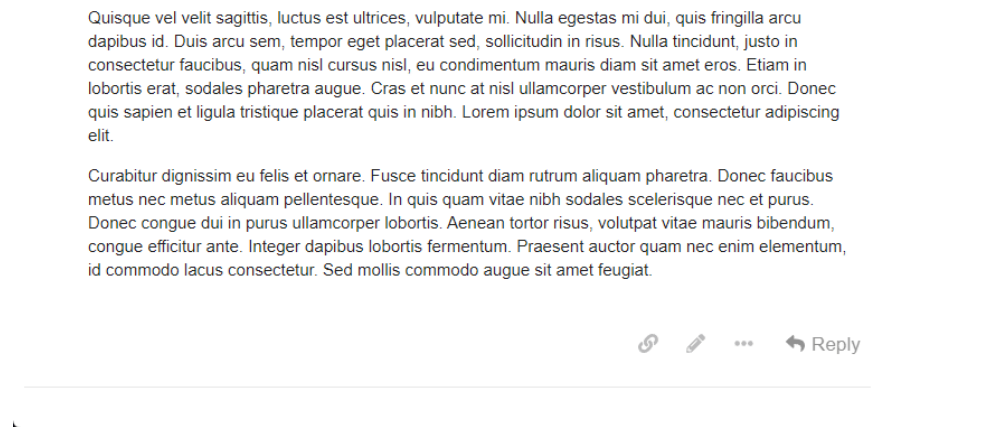 Quisque vel velit sagittis, luctus est ultrices, vulputate mi. Nulla egestas mi dui, quis fringilla arcu
dapibus id. Duis arcu sem, tempor eget placerat sed, sollicitudin in risus. Nulla tincidunt, justo in
consectetur faucibus, quam nisl cursus nisl, eu condimentum mauris diam sit amet eros. Etiam in
lobortis erat, sodales pharetra augue. Cras et nunc at nisl ullamcorper vestibulum ac non orci. Donec
quis sapien et ligula tristique placerat quis in nibh. Lorem ipsum dolor sit amet, consectetur adipiscing
elit.
Curabitur dignissim eu felis et ornare. Fusce tincidunt diam rutrum aliquam pharetra. Donec faucibus
metus nec metus aliquam pellentesque. In quis quam vitae nibh sodales scelerisque nec et purus.
Donec congue dui in purus ullamcorper lobortis. Aenean tortor risus, volutpat vitae mauris bibendum,
congue efficitur ante. Integer dapibus lobortis fermentum. Praesent auctor quam nec enim elementum,
id commodo lacus consectetur. Sed mollis commodo augue sit amet feugiat.
Reply